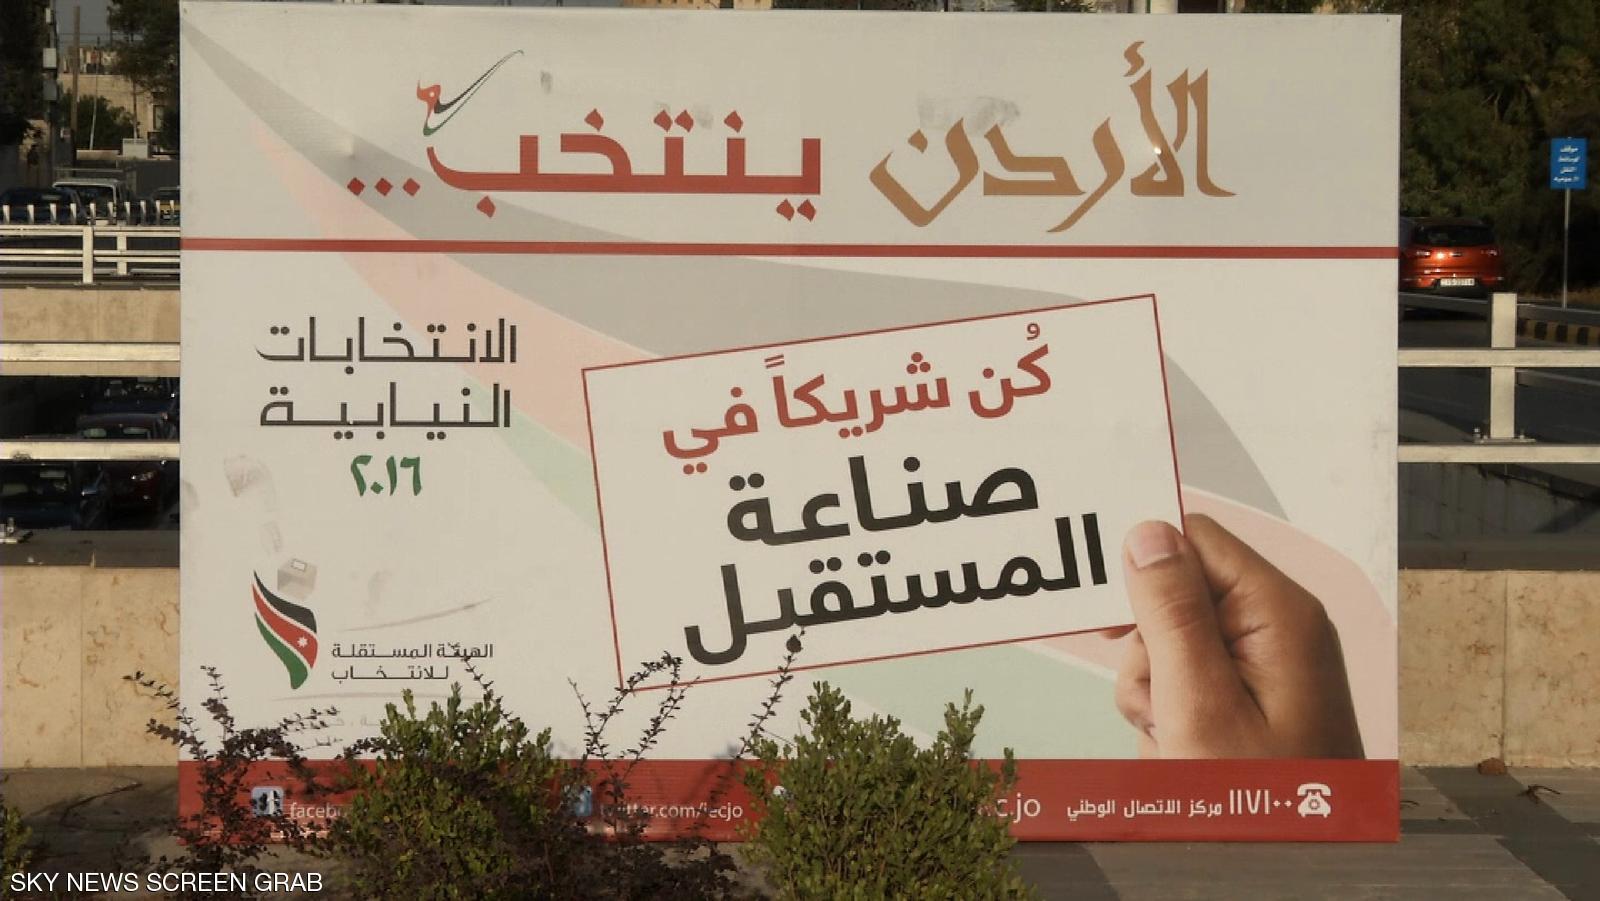 الأردن ينتخب...
كُن شريكاً في
صناعة
المستقبل
الانتخابات
النيابية
٢٠١٦
الهيئة المستقلة
للانتخاب
١١٧١٠٠ مركز الاتصال الوطني
twitter.com/iecjo
موقف
SKY NEWS SCREEN GRAB